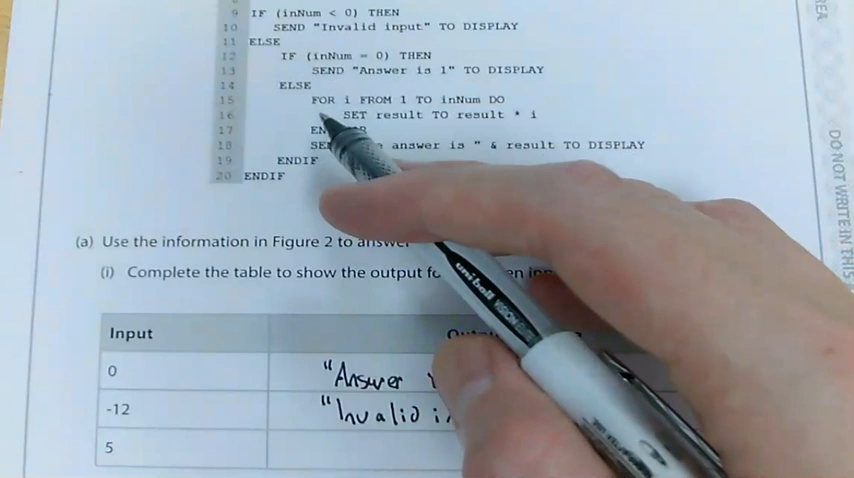 9 IF (inNum < 0) THEN
10 SEND "Invalid input" TO DISPLAY
11 ELSE
12 IF (inNum = 0) THEN
13 SEND "Answer is 1" TO DISPLAY
14 ELSE
15 FOR i FROM 1 TO inNum DO
16 SET result TO result * i
17
18 answer is " & result TO DISPLAY
19 ENDIF
20 ENDIF
(a) Use the information in Figure 2 to answer
(i) Complete the table to show the output
Input
0 "Answer
-12 "Invalid
5
uni-ball VISION
DO NOT WRITE IN THIS
REA